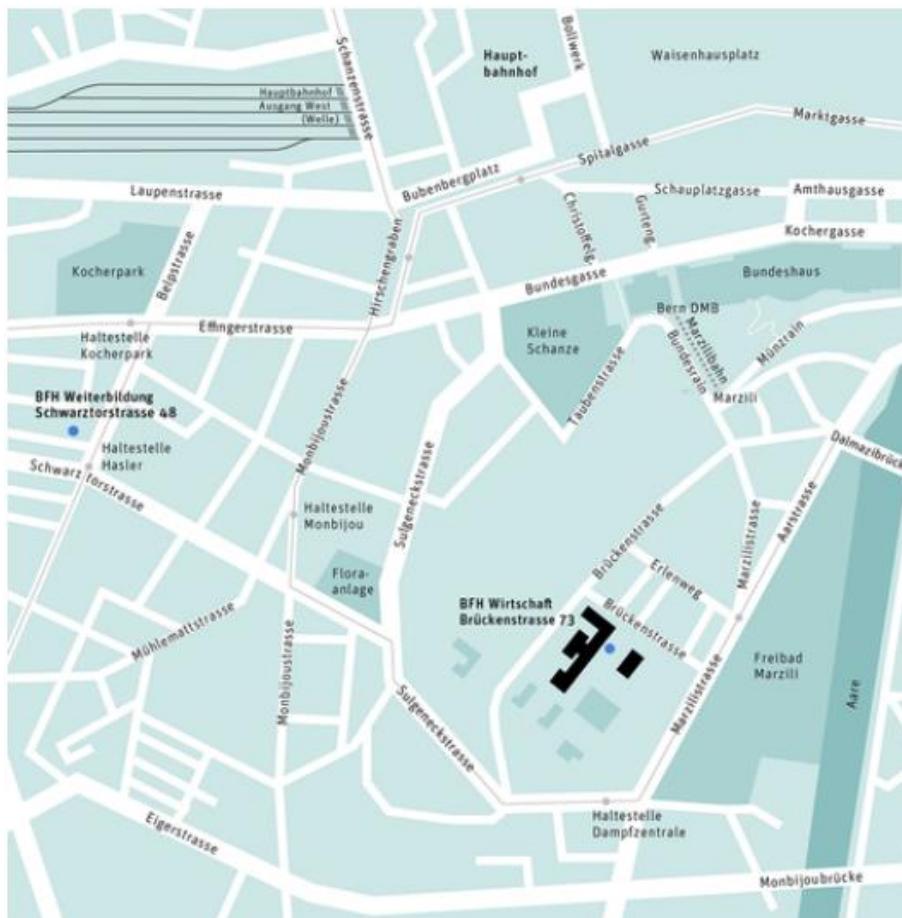 Schanzenstrasse
Haupt-
bahnhof
Bollwerk
Waisenhausplatz
Hauptbahnhof
Ausgang West
(Welle)
Marktgasse
Spitalgasse
Bubenbergplatz
Laupenstrasse
Schauplatzgasse
Amthausgasse
Christoffelg.
Gurteng.
Kochergasse
Hirschengraben
Belpstrasse
Kocherpark
Bundesgasse
Bundeshaus
Effingerstrasse
Haltestelle
Kocherpark
Kleine
Schanze
Bern DMB
Marzilibahn
Münzrain
Bundesrain
Taubenstrasse
Marzili
BFH Weiterbildung
Schwarztorstrasse 48
Monbijoustrasse
Dalmazibrück
Haltestelle
Hasler
Schwarztorstrasse
Sulgeneckstrasse
Haltestelle
Monbijou
Aarstrasse
Marzilistrasse
Brückenstrasse
Erlenweg
Flora-
anlage
BFH Wirtschaft
Brückenstrasse 73
Brückenstrasse
Mühlemattstrasse
Monbijoustrasse
Freibad
Marzili
Marzilistrasse
Aare
Sulgeneckstrasse
Haltestelle
Dampfzentrale
Eigerstrasse
Monbijoubrücke